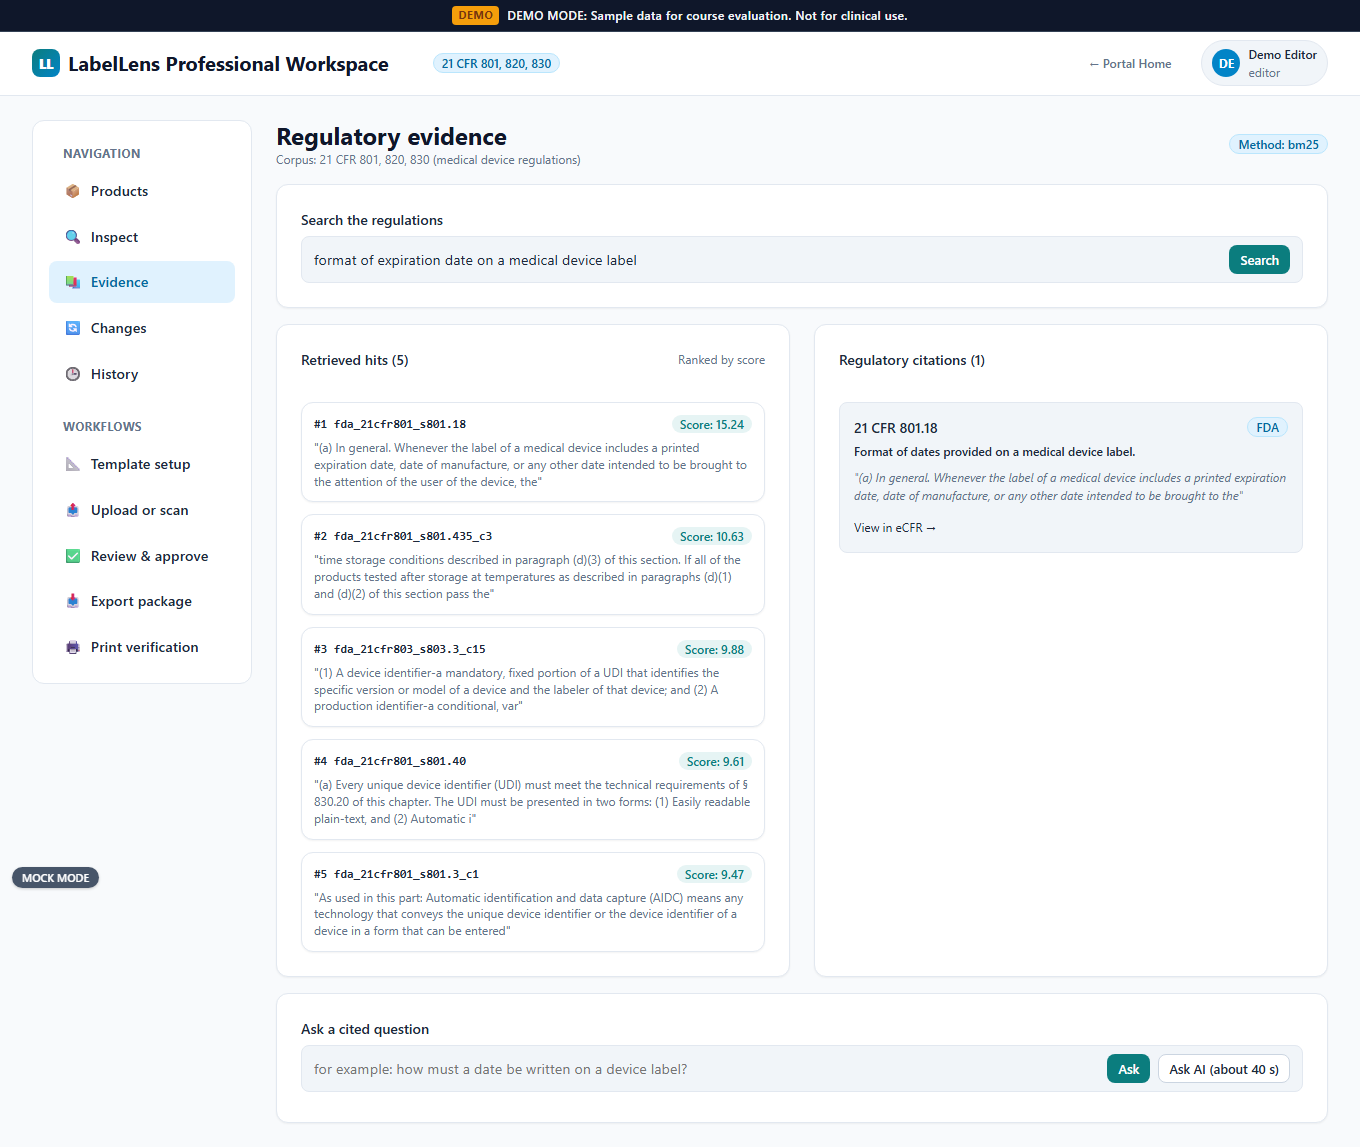 DEMO DEMO MODE: Sample data for course evaluation. Not for clinical use.
LL LabelLens Professional Workspace
21 CFR 801, 820, 830
← Portal Home
DE
Demo Editor
editor
NAVIGATION
Products
Inspect
Evidence
Changes
History
WORKFLOWS
Template setup
Upload or scan
Review & approve
Export package
Print verification
MOCK MODE
Regulatory evidence
Corpus: 21 CFR 801, 820, 830 (medical device regulations)
Method: bm25
Search the regulations
format of expiration date on a medical device label
Search
Retrieved hits (5)
Ranked by score
#1 fda_21cfr801_s801.18
Score: 15.24
"(a) In general. Whenever the label of a medical device includes a printed
expiration date, date of manufacture, or any other date intended to be brought to
the attention of the user of the device, the"
#2 fda_21cfr801_s801.435_c3
Score: 10.63
"time storage conditions described in paragraph (d)(3) of this section. If all of the
products tested after storage at temperatures as described in paragraphs (d)(1)
and (d)(2) of this section pass the"
#3 fda_21cfr803_s803.3_c15
Score: 9.88
"(1) A device identifier-a mandatory, fixed portion of a UDI that identifies the
specific version or model of a device and the labeler of that device; and (2) A
production identifier-a conditional, var"
#4 fda_21cfr801_s801.40
Score: 9.61
"(a) Every unique device identifier (UDI) must meet the technical requirements of §
830.20 of this chapter. The UDI must be presented in two forms: (1) Easily readable
plain-text, and (2) Automatic i"
#5 fda_21cfr801_s801.3_c1
Score: 9.47
"As used in this part: Automatic identification and data capture (AIDC) means any
technology that conveys the unique device identifier or the device identifier of a
device in a form that can be entered"
Regulatory citations (1)
21 CFR 801.18
FDA
Format of dates provided on a medical device label.
"(a) In general. Whenever the label of a medical device includes a printed expiration
date, date of manufacture, or any other date intended to be brought to the"
View in eCFR →
Ask a cited question
for example: how must a date be written on a device label?
Ask
Ask AI (about 40 s)